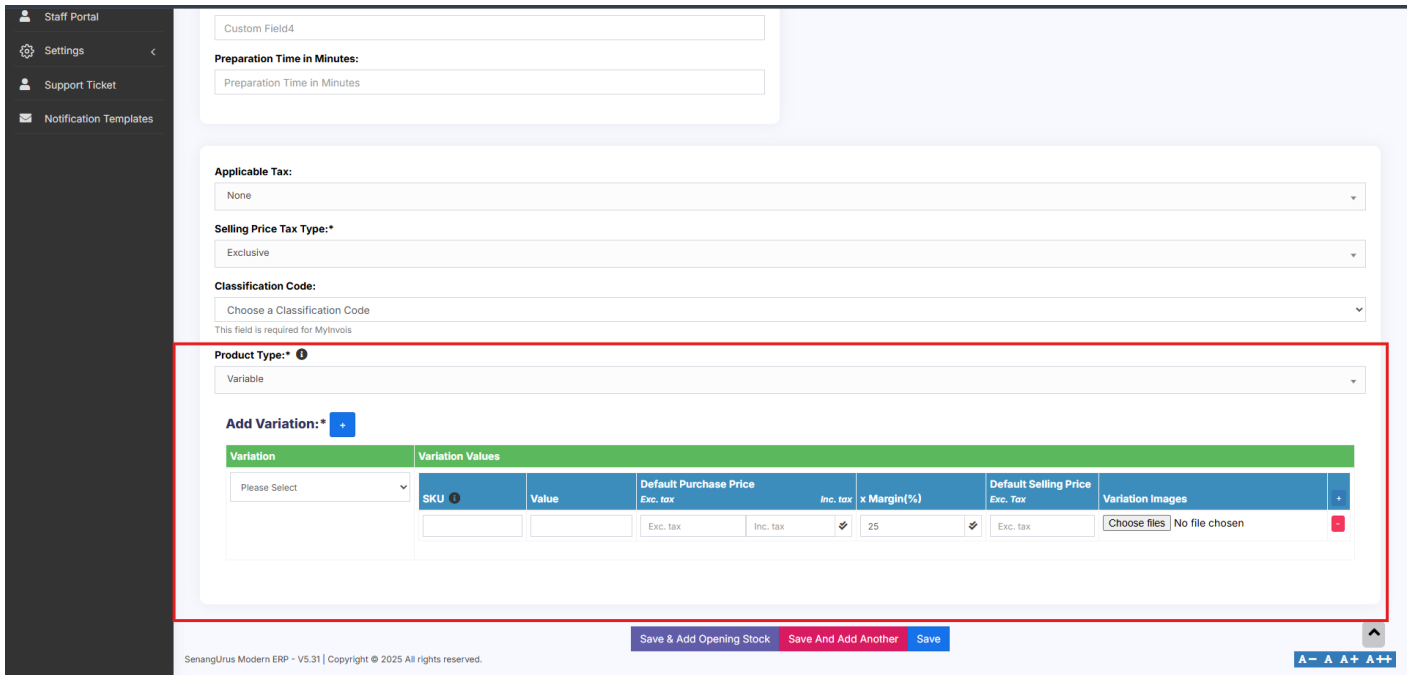 Staff Portal
Settings
Support Ticket
Notification Templates
Custom Field4
Preparation Time in Minutes:
Preparation Time in Minutes
Applicable Tax:
None
Selling Price Tax Type:*
Exclusive
Classification Code:
Choose a Classification Code
This field is required for MyInvois
Product Type:*
Variable
Add Variation:* +
Variation Variation Values
Please Select
SKU Value Default Purchase Price x Margin(%) Default Selling Price Variation Images +
Exc. tax Inc. tax Exc. Tax
Exc. tax Inc. tax 25 Exc. tax Choose files No file chosen -
Save & Add Opening Stock Save And Add Another Save
SenangUrus Modern ERP - V5.31 | Copyright © 2025 All rights reserved.
A- A A+ A++